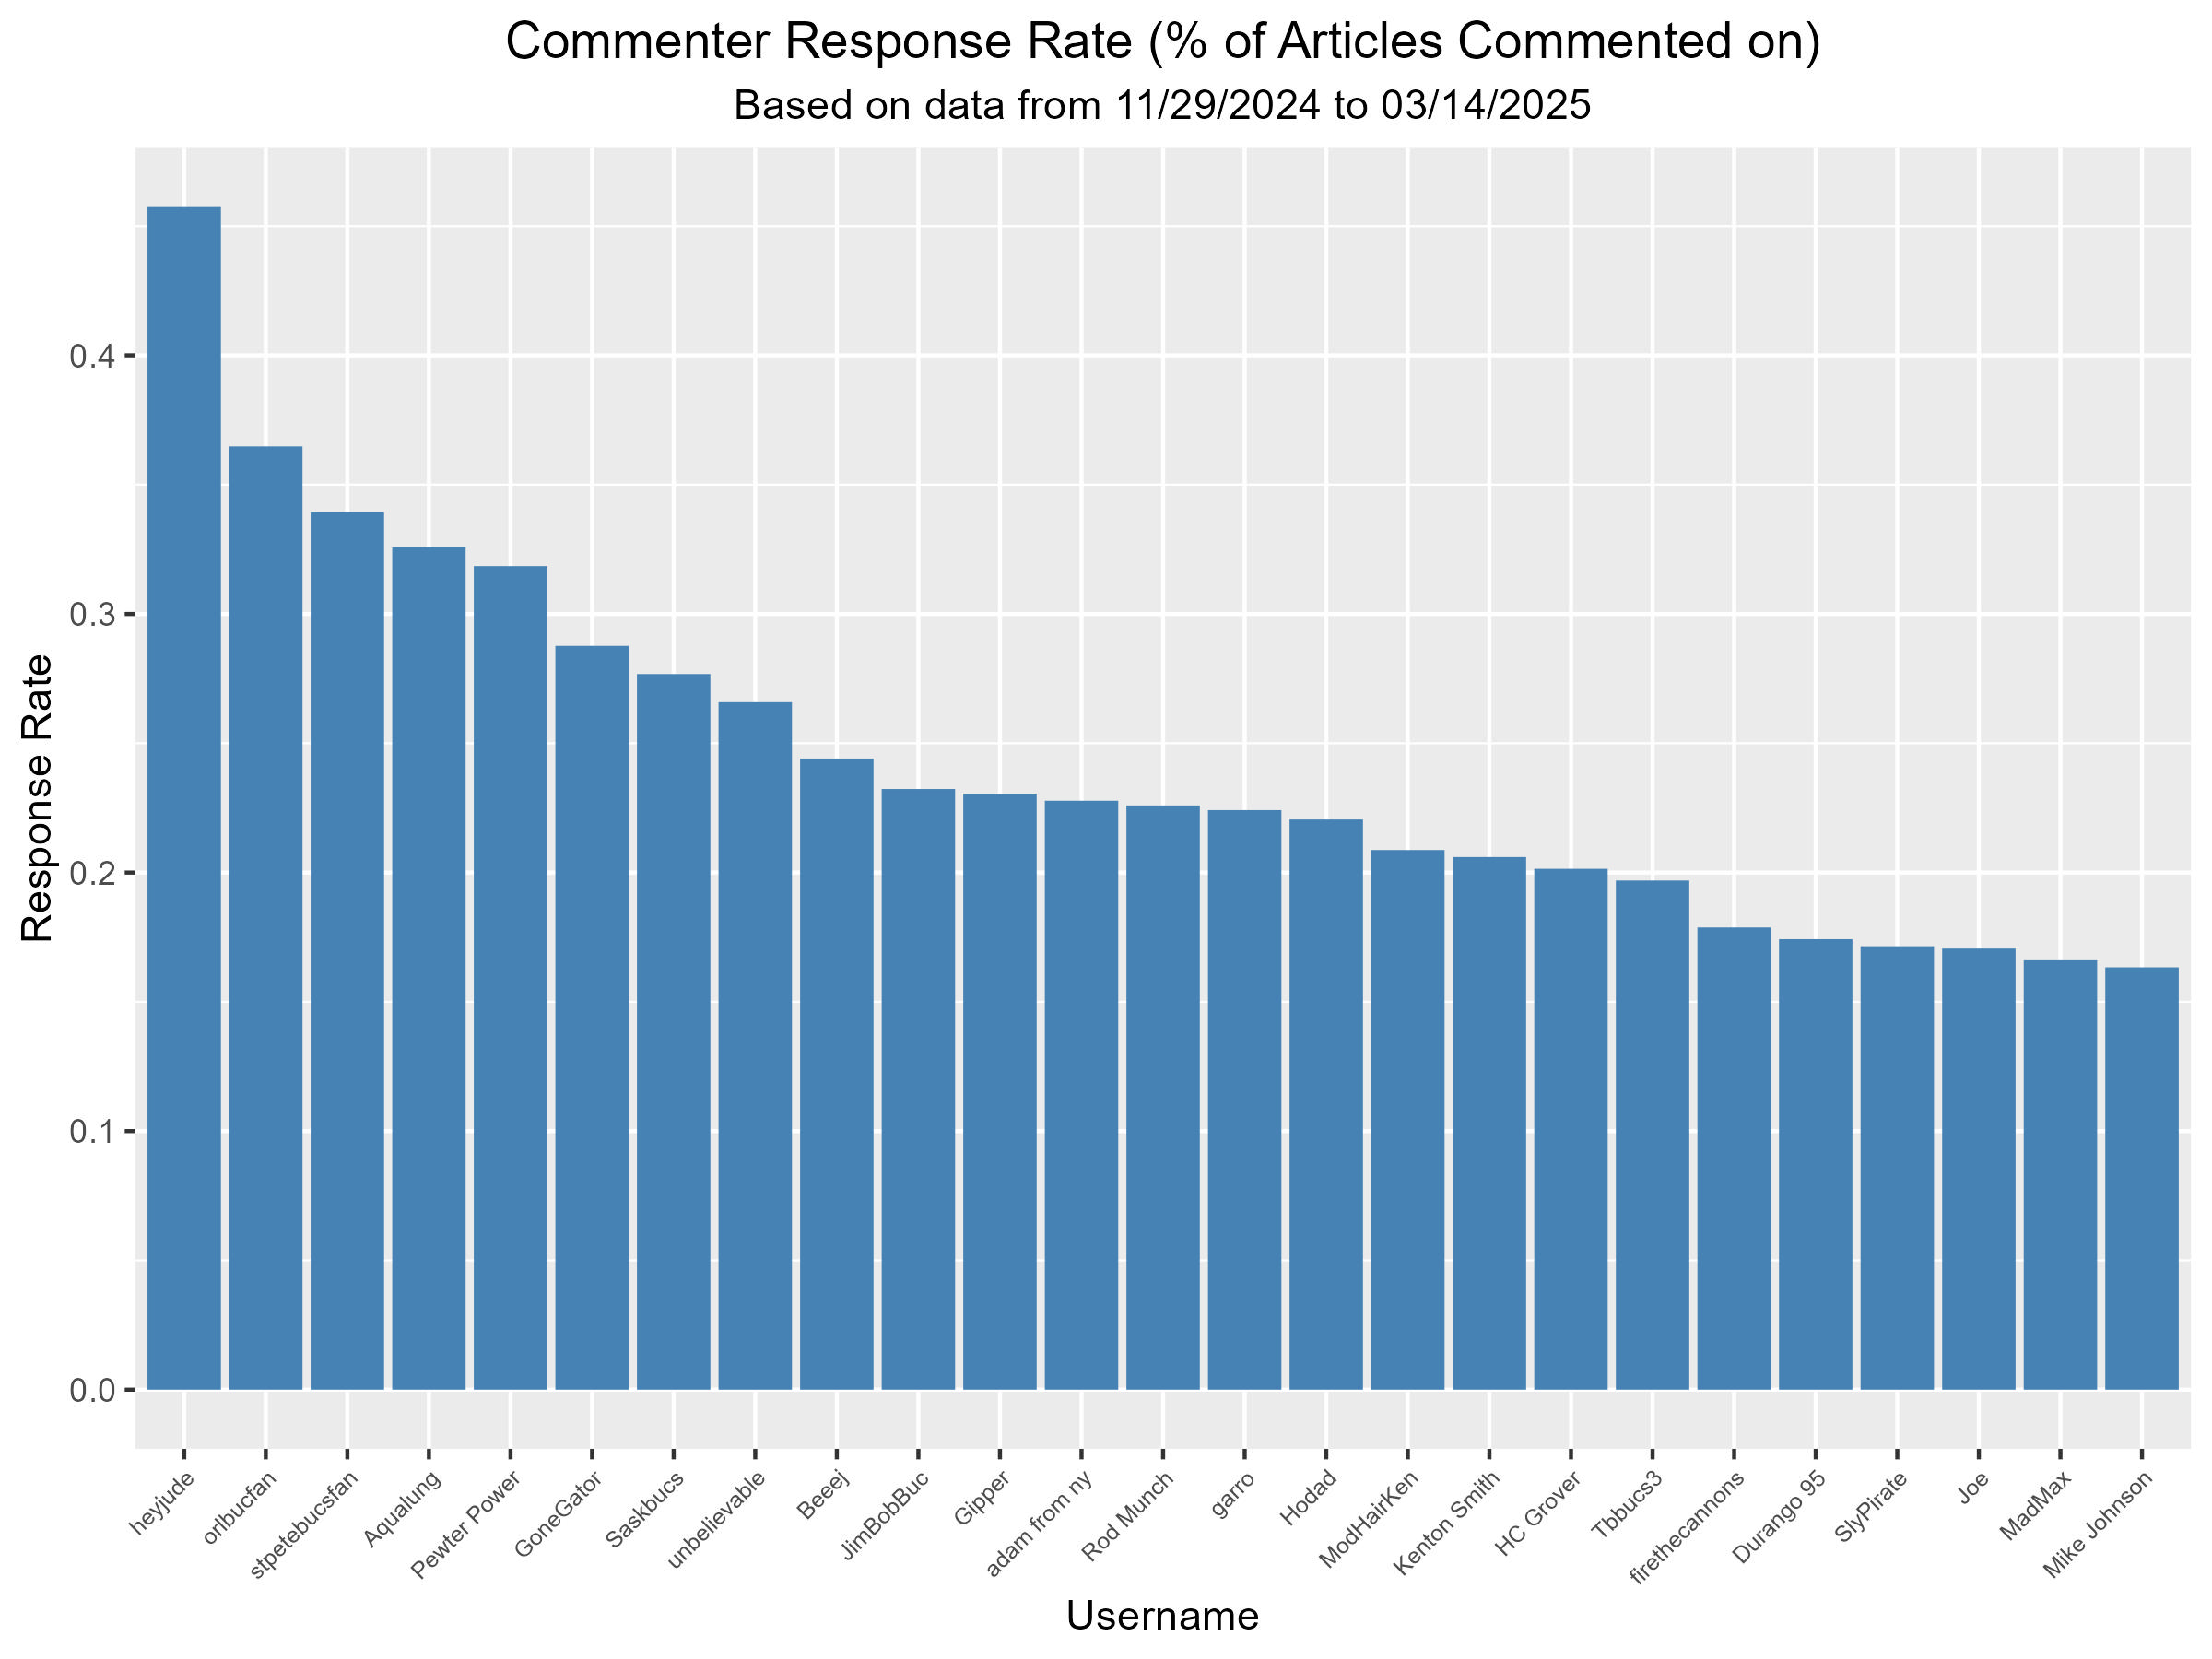 Commenter Response Rate (% of Articles Commented on)
Based on data from 11/29/2024 to 03/14/2025
Response Rate
0.4
0.3
0.2
0.1
0.0
heyjude
orlbucfan
stpetebucsfan
Aqualung
Pewter Power
GoneGator
Saskbucs
unbelievable
Beeej
JimBobBuc
Gipper
adam from ny
Rod Munch
garro
Hodad
ModHairKen
Kenton Smith
HC Grover
Tbbucs3
firethecannons
Durango 95
SlyPirate
Joe
MadMax
Mike Johnson
Username